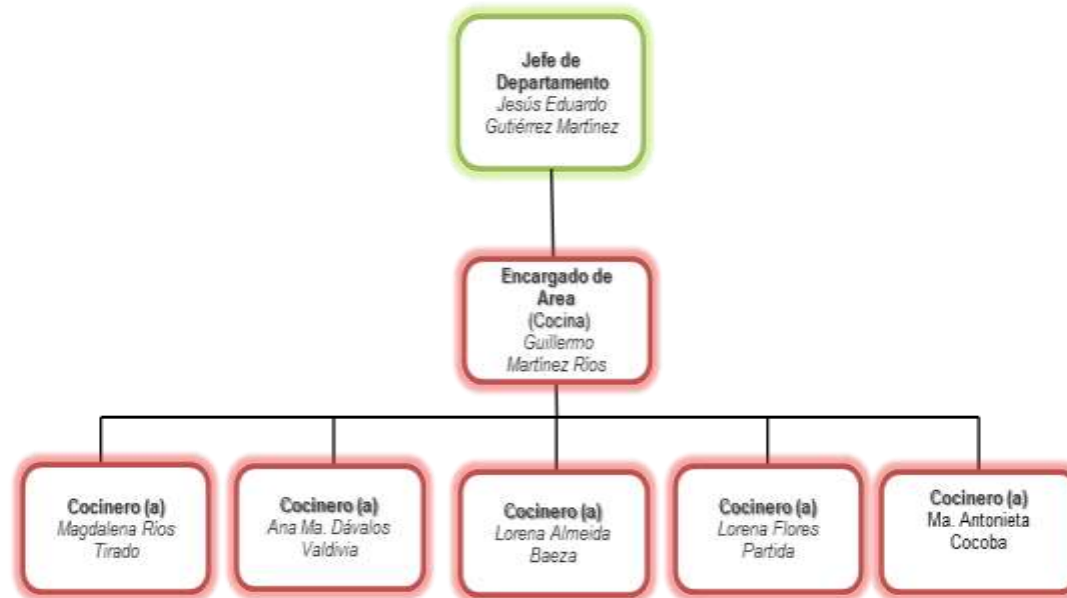 Jefe de
Departamento
Jesús Eduardo
Gutiérrez Martínez
Encargado de
Area
(Cocina)
Guillermo
Martínez Ríos
Cocinero (a)
Magdalena Ríos
Tirado
Cocinero (a)
Ana Ma. Dávalos
Valdivia
Cocinero (a)
Lorena Almeida
Baeza
Cocinero (a)
Lorena Flores
Partida
Cocinero (a)
Ma. Antonieta
Cocoba